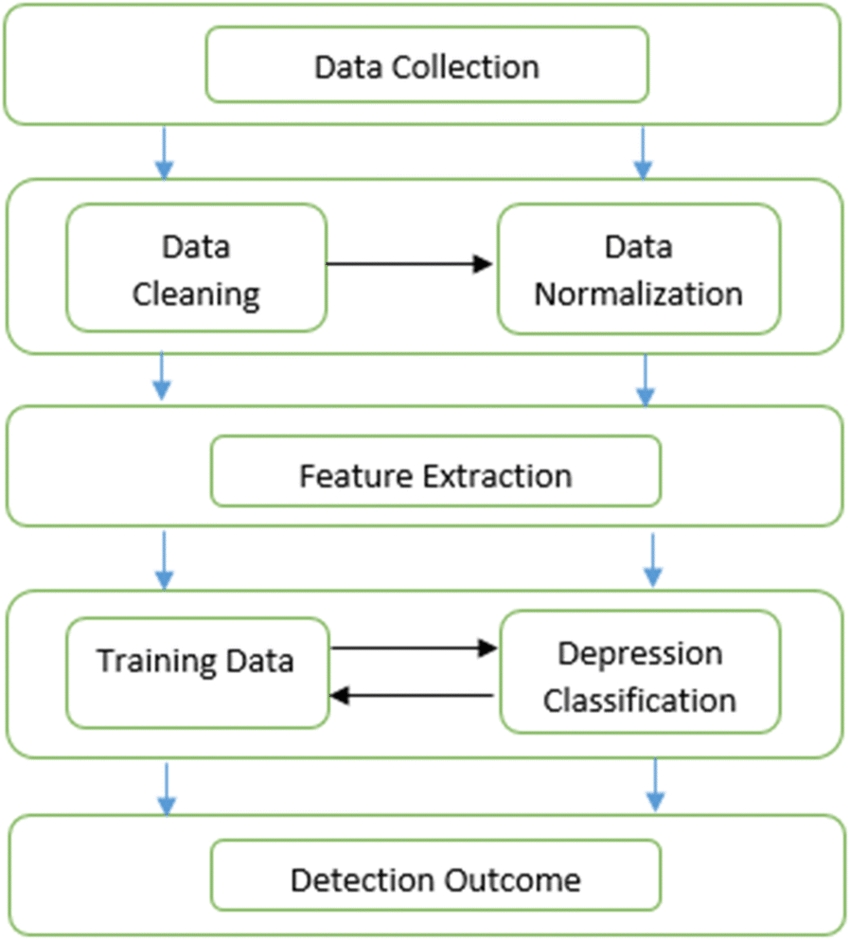 Data Collection
Data
Cleaning
Data
Normalization
Feature Extraction
Training Data
Depression
Classification
Detection Outcome